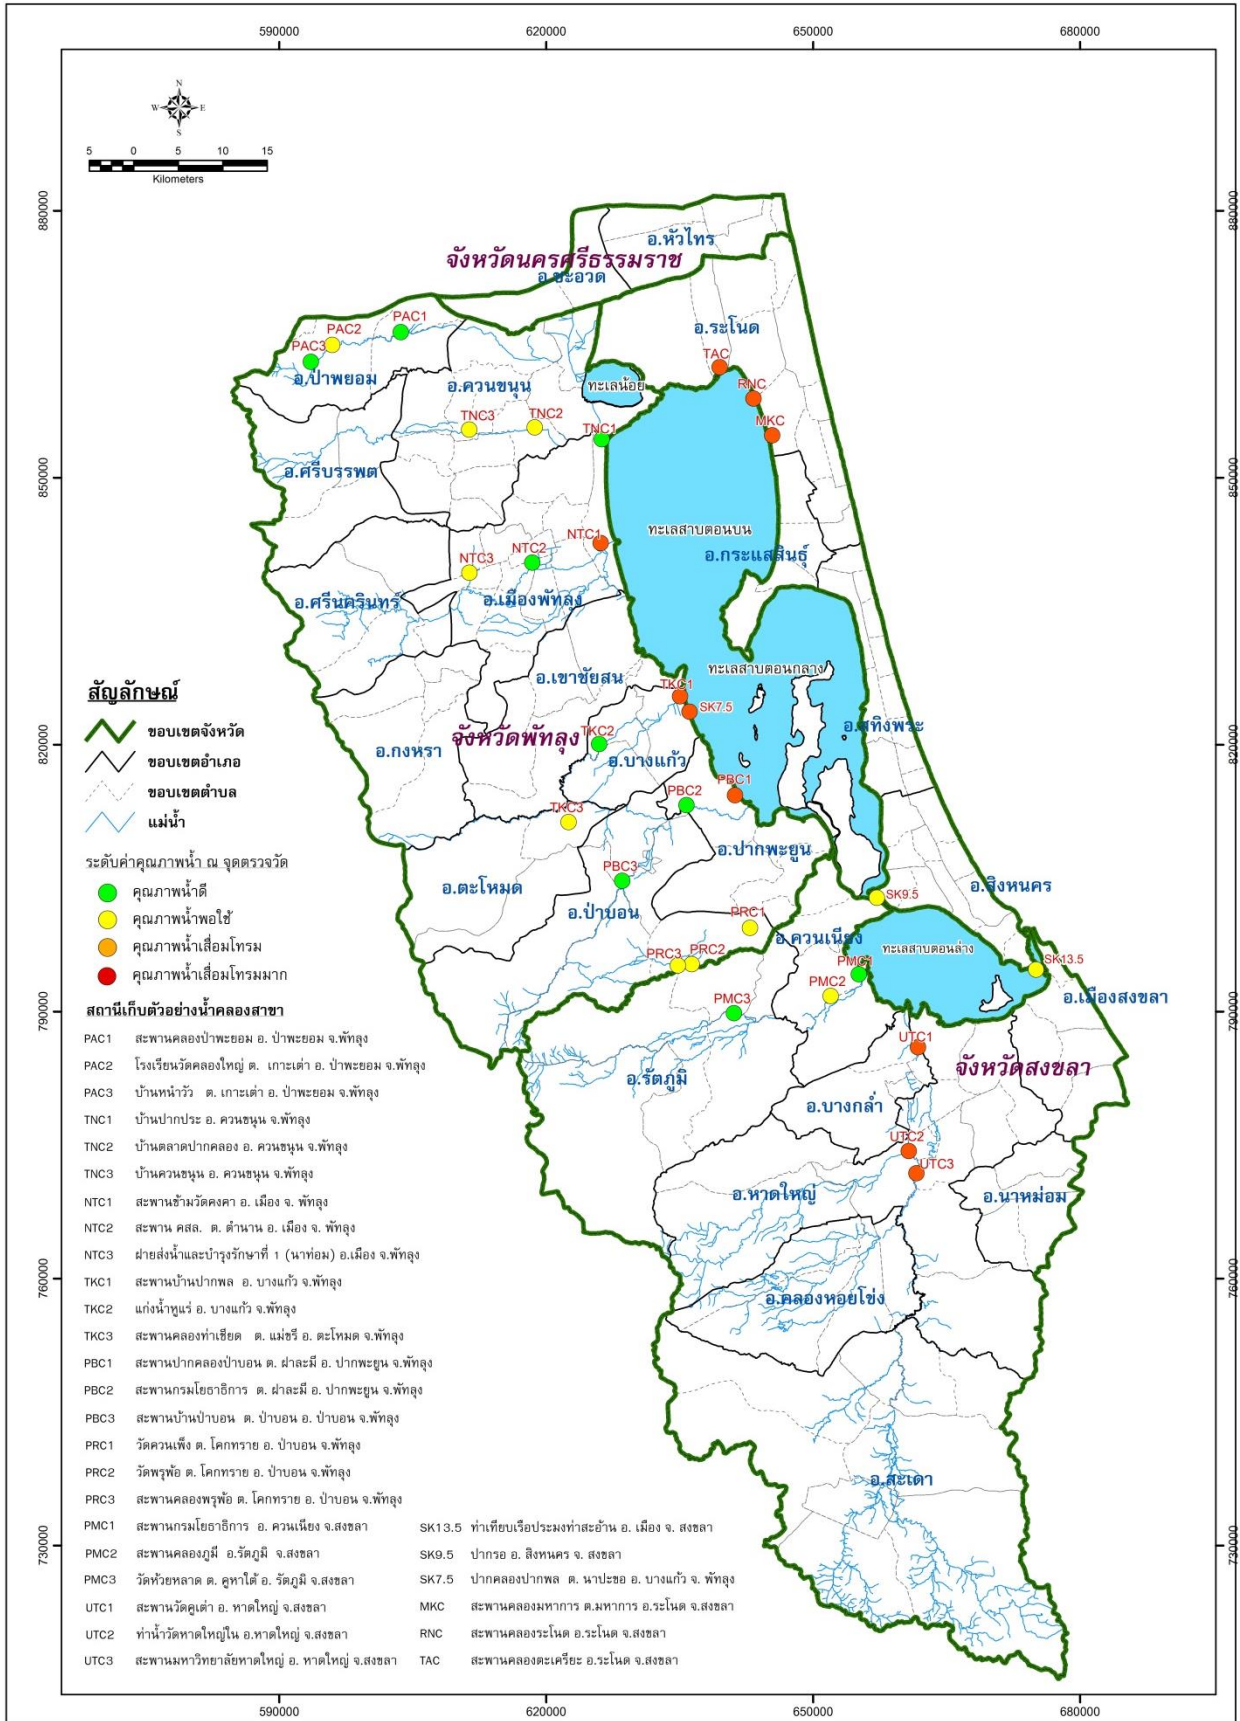 590000
620000
650000
680000
N
W
E
S
5 0 5 10 15
Kilometers
880000
880000
อ.หัวไทร
จังหวัดนครศรีธรรมราช
อ.ชะอวด
PAC1
PAC2
PAC3
อ.ป่าพยอม
อ.ระโนด
TAC
ทะเลน้อย
อ.ควนขนุน
RNC
TNC3
TNC2
TNC1
MKC
อ.ศรีบรรพต
850000
850000
ทะเลสาบตอนบน
NTC1
NTC2
NTC3
อ.กระแสสินธุ์
อ.ศรีนครินทร์
อ.เมืองพัทลุง
ทะเลสาบตอนกลาง
อ.เขาชัยสน
TKC1
SK7.5
อ.สทิงพระ
820000
820000
อ.กงหรา
จังหวัดพัทลุง
TKC2
อ.บางแก้ว
PBC1
PBC2
TKC3
อ.ปากพะยูน
PBC3
อ.ตะโหมด
อ.สิงหนคร
SK9.5
อ.ป่าบอน
PRC1
อ.ควนเนียง
ทะเลสาบตอนล่าง
PRC3
PRC2
PMC1
SK13.5
PMC2
อ.เมืองสงขลา
PMC3
790000
790000
UTC1
จังหวัดสงขลา
อ.รัตภูมิ
อ.บางกล่ำ
UTC2
UTC3
อ.หาดใหญ่
อ.นาหม่อม
760000
760000
อ.คลองหอยโข่ง
อ.สะเดา
730000
730000
สัญลักษณ์
ขอบเขตจังหวัด
ขอบเขตอำเภอ
ขอบเขตตำบล
แม่น้ำ
ระดับค่าคุณภาพน้ำ ณ จุดตรวจวัด
คุณภาพน้ำดี
คุณภาพน้ำพอใช้
คุณภาพน้ำเสื่อมโทรม
คุณภาพน้ำเสื่อมโทรมมาก
สถานีเก็บตัวอย่างน้ำคลองสาขา
PAC1 สะพานคลองป่าพะยอม อ. ป่าพะยอม จ.พัทลุง
PAC2 โรงเรียนวัดคลองใหญ่ ต. เกาะเต่า อ. ป่าพะยอม จ.พัทลุง
PAC3 บ้านหนำวัว ต. เกาะเต่า อ. ป่าพะยอม จ.พัทลุง
TNC1 บ้านปากประ อ. ควนขนุน จ.พัทลุง
TNC2 บ้านตลาดปากคลอง อ. ควนขนุน จ.พัทลุง
TNC3 บ้านควนขนุน อ. ควนขนุน จ.พัทลุง
NTC1 สะพานข้ามวัดคงคา อ. เมือง จ. พัทลุง
NTC2 สะพาน คสล. ต. ตำนาน อ. เมือง จ. พัทลุง
NTC3 ฝายส่งน้ำและบำรุงรักษาที่ 1 (นาท่อม) อ.เมือง จ.พัทลุง
TKC1 สะพานบ้านปากพล อ. บางแก้ว จ.พัทลุง
TKC2 แก่งน้ำหูแร่ อ. บางแก้ว จ.พัทลุง
TKC3 สะพานคลองท่าเชียด ต. แม่ขรี อ. ตะโหมด จ.พัทลุง
PBC1 สะพานปากคลองป่าบอน ต. ฝาละมี อ. ปากพะยูน จ.พัทลุง
PBC2 สะพานกรมโยธาธิการ ต. ฝาละมี อ. ปากพะยูน จ.พัทลุง
PBC3 สะพานบ้านป่าบอน ต. ป่าบอน อ. ป่าบอน จ.พัทลุง
PRC1 วัดควนเพ็ง ต. โคกทราย อ. ป่าบอน จ.พัทลุง
PRC2 วัดพรุพ้อ ต. โคกทราย อ. ป่าบอน จ.พัทลุง
PRC3 สะพานคลองพรุพ้อ ต. โคกทราย อ. ป่าบอน จ.พัทลุง
PMC1 สะพานกรมโยธาธิการ อ. ควนเนียง จ.สงขลา
PMC2 สะพานคลองภูมี อ.รัตภูมิ จ.สงขลา
PMC3 วัดห้วยหลาด ต. คูหาใต้ อ. รัตภูมิ จ.สงขลา
UTC1 สะพานวัดคูเต่า อ. หาดใหญ่ จ.สงขลา
UTC2 ท่าน้ำวัดหาดใหญ่ใน อ.หาดใหญ่ จ.สงขลา
UTC3 สะพานมหาวิทยาลัยหาดใหญ่ อ. หาดใหญ่ จ.สงขลา
SK13.5 ท่าเทียบเรือประมงท่าสะอ้าน อ. เมือง จ. สงขลา
SK9.5 ปากรอ อ. สิงหนคร จ. สงขลา
SK7.5 ปากคลองปากพล ต. นาปะขอ อ. บางแก้ว จ. พัทลุง
MKC สะพานคลองมหาการ ต.มหาการ อ.ระโนด จ.สงขลา
RNC สะพานคลองระโนด อ.ระโนด จ.สงขลา
TAC สะพานคลองตะเครียะ อ.ระโนด จ.สงขลา
590000
620000
650000
680000